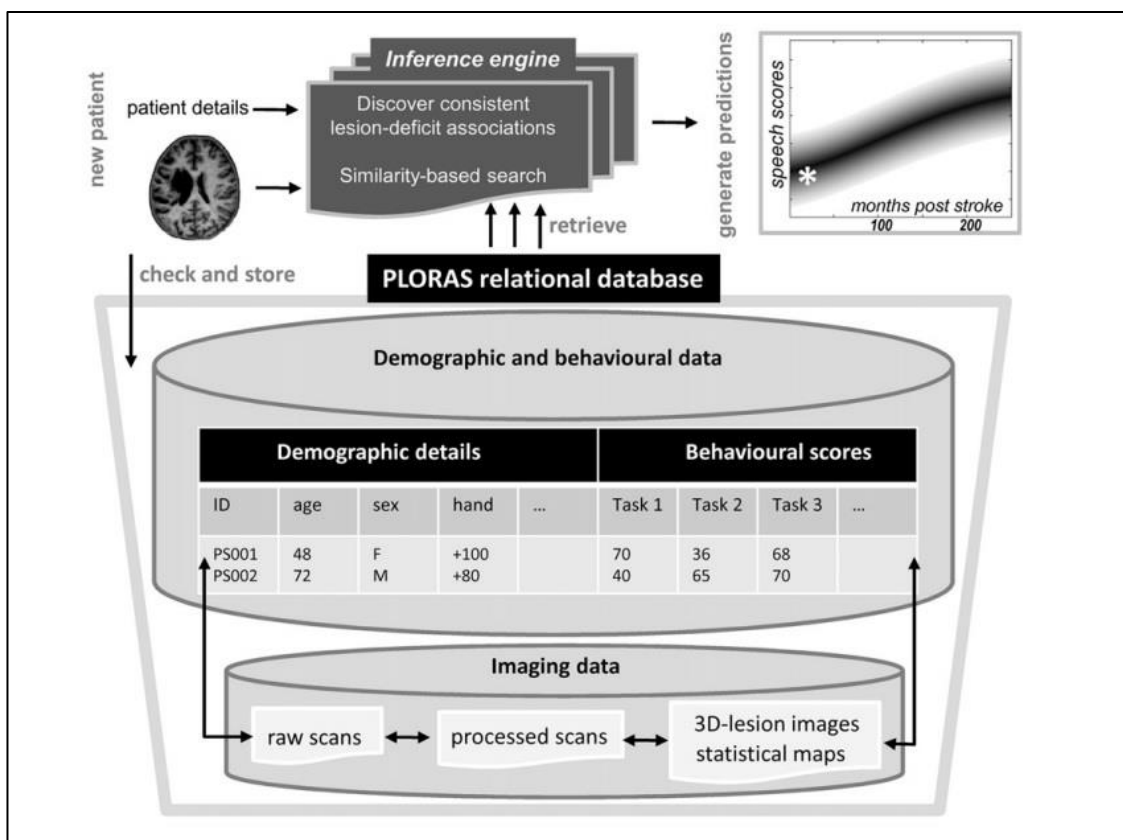 new patient
patient details
Inference engine
Discover consistent
lesion-deficit associations
Similarity-based search
generate predictions
speech scores
*
months post stroke
100
200
retrieve
check and store
PLORAS relational database
Demographic and behavioural data
Demographic details Behavioural scores
ID age sex hand ... Task 1 Task 2 Task 3 ...
PS001 48 F +100 70 36 68
PS002 72 M +80 40 65 70
Imaging data
raw scans
processed scans
3D-lesion images
statistical maps